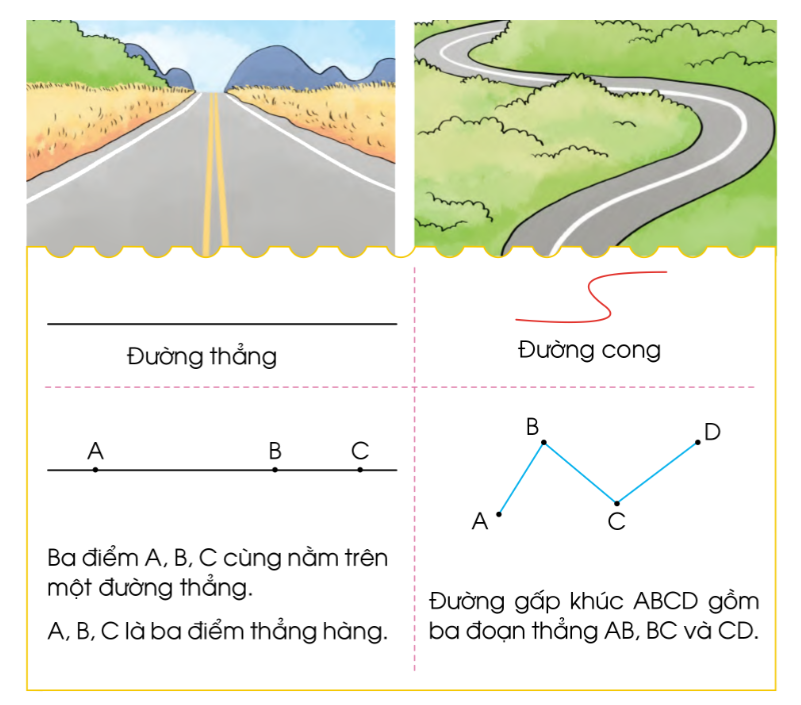 Đường thẳng
Đường cong
A B C
Ba điểm A, B, C cùng nằm trên
một đường thẳng.
A, B, C là ba điểm thẳng hàng.
B
D
A
C
Đường gấp khúc ABCD gồm
ba đoạn thẳng AB, BC và CD.